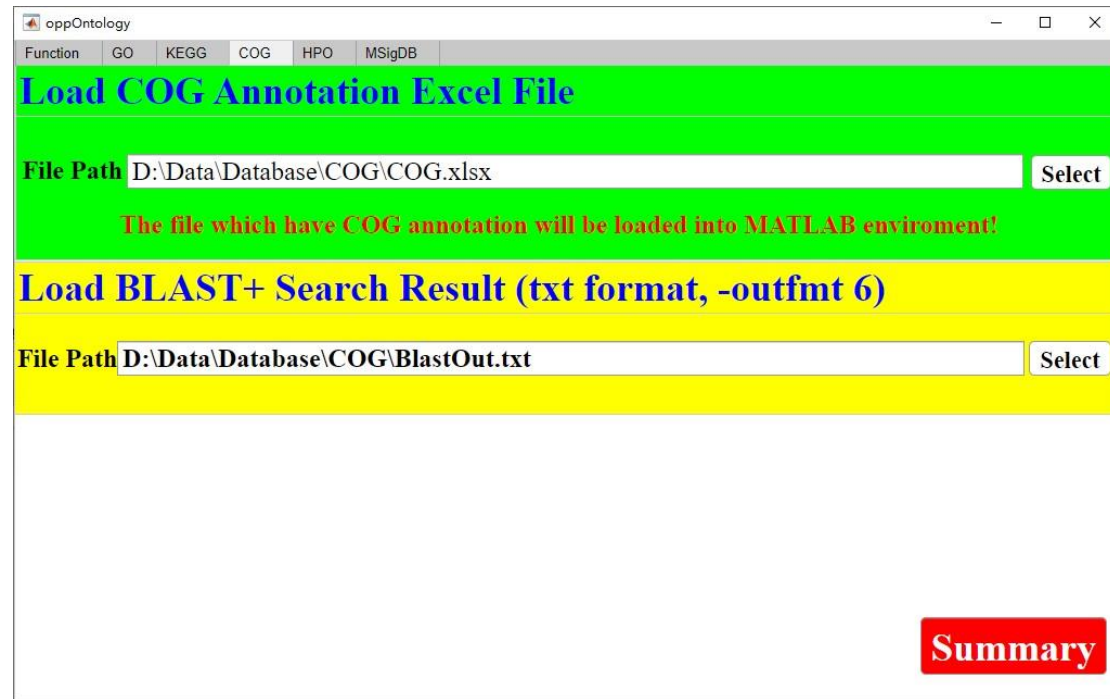 oppOntology
Function GO KEGG COG HPO MSigDB
Load COG Annotation Excel File
File Path D:\Data\Database\COG\COG.xlsx Select
The file which have COG annotation will be loaded into MATLAB enviroment!
Load BLAST+ Search Result (txt format, -outfmt 6)
File Path D:\Data\Database\COG\BlastOut.txt Select
Summary